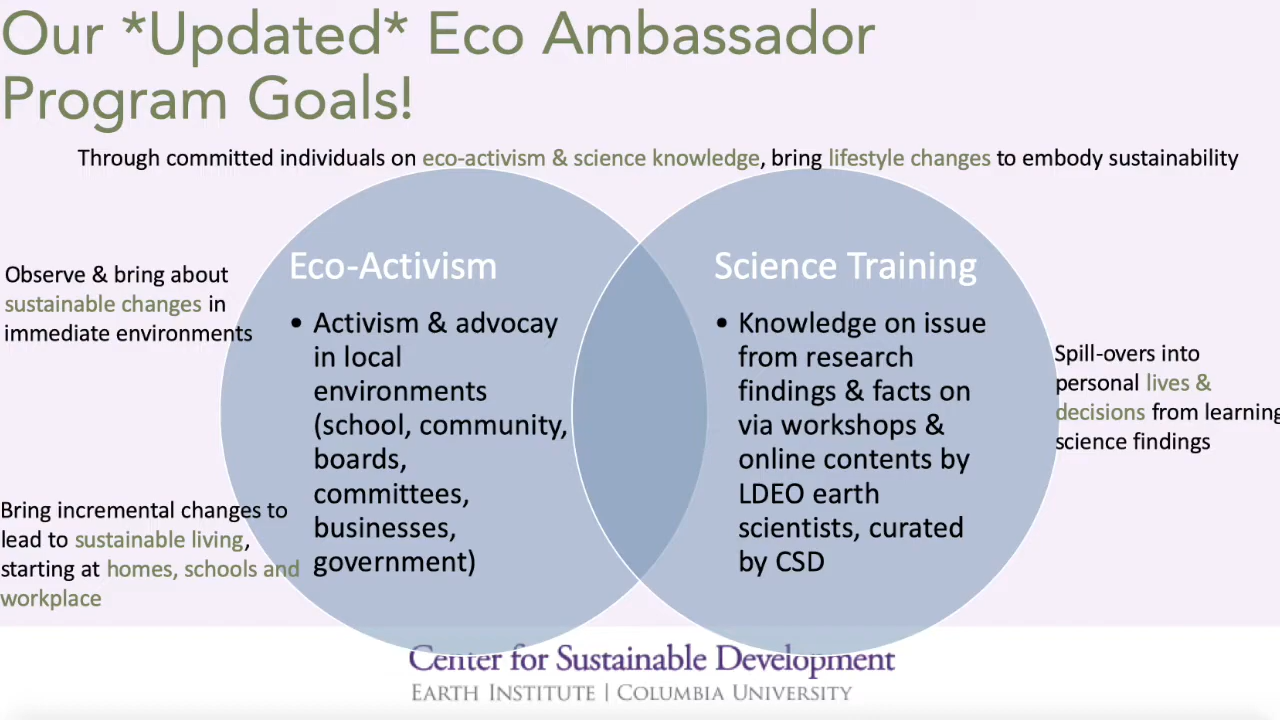 Our *Updated* Eco Ambassador
Program Goals!
Through committed individuals on eco-activism & science knowledge, bring lifestyle changes to embody sustainability
Observe & bring about
sustainable changes in
immediate environments
Bring incremental changes to
lead to sustainable living,
starting at homes, schools and
workplace
Eco-Activism
• Activism & advocay
in local
environments
(school, community,
boards,
committees,
businesses,
government)
Science Training
• Knowledge on issue
from research
findings & facts on
via workshops &
online contents by
LDEO earth
scientists, curated
by CSD
Spill-overs into
personal lives &
decisions from learning
science findings
Center for Sustainable Development
EARTH INSTITUTE | COLUMBIA UNIVERSITY